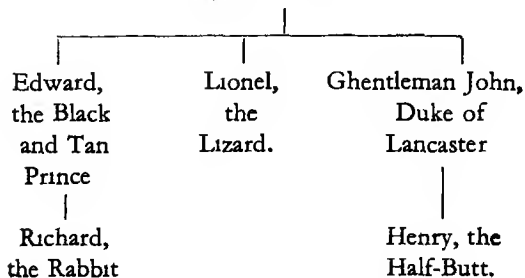 Edward,
the Black
and Tan
Prince
Lionel,
the
Lizard.
Ghentleman John,
Duke of
Lancaster
Richard,
the Rabbit
Henry, the
Half-Butt.